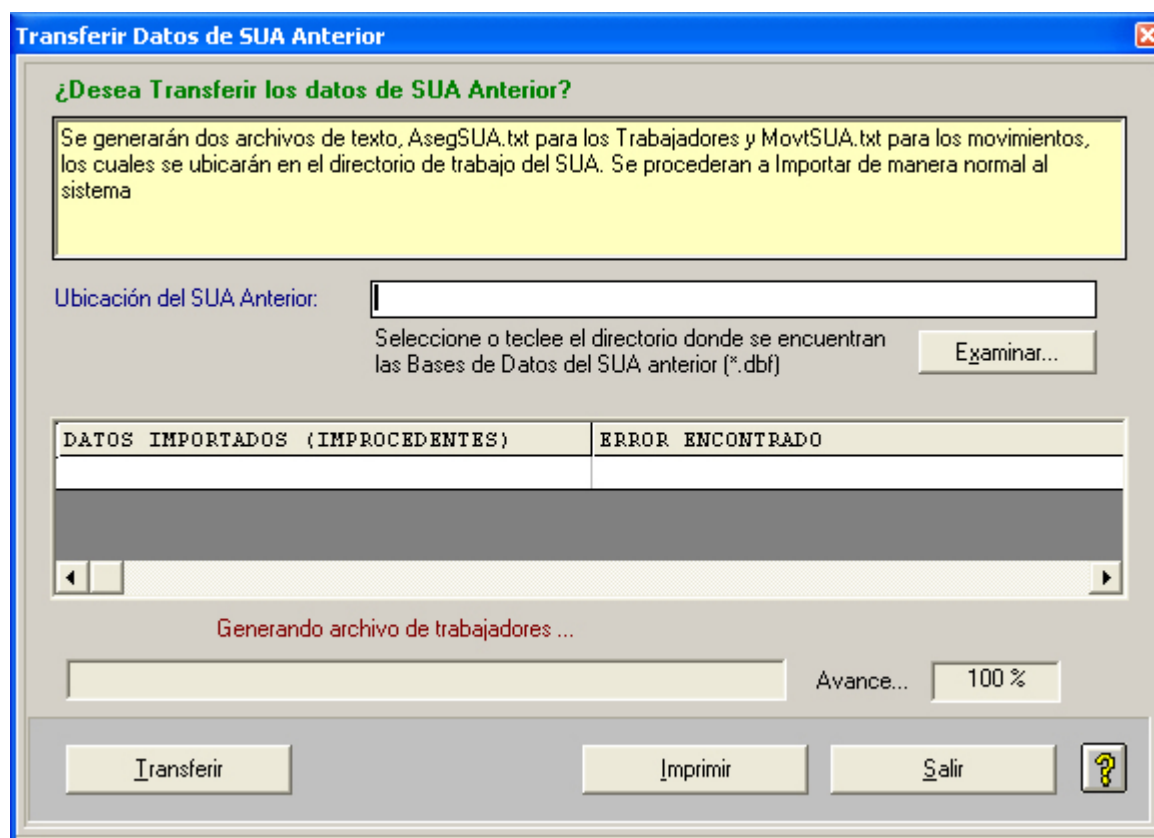 Transferir Datos de SUA Anterior
¿Desea Transferir los datos de SUA Anterior?
Se generarán dos archivos de texto, AsegSUA.txt para los Trabajadores y MovtSUA.txt para los movimientos,
los cuales se ubicarán en el directorio de trabajo del SUA. Se procederan a Importar de manera normal al
sistema
Ubicación del SUA Anterior:
Seleccione o teclee el directorio donde se encuentran
las Bases de Datos del SUA anterior (*.dbf)
Examinar...
DATOS IMPORTADOS (IMPROCEDENTES) ERROR ENCONTRADO
Generando archivo de trabajadores ...
Avance... 100 %
Transferir Imprimir Salir ?